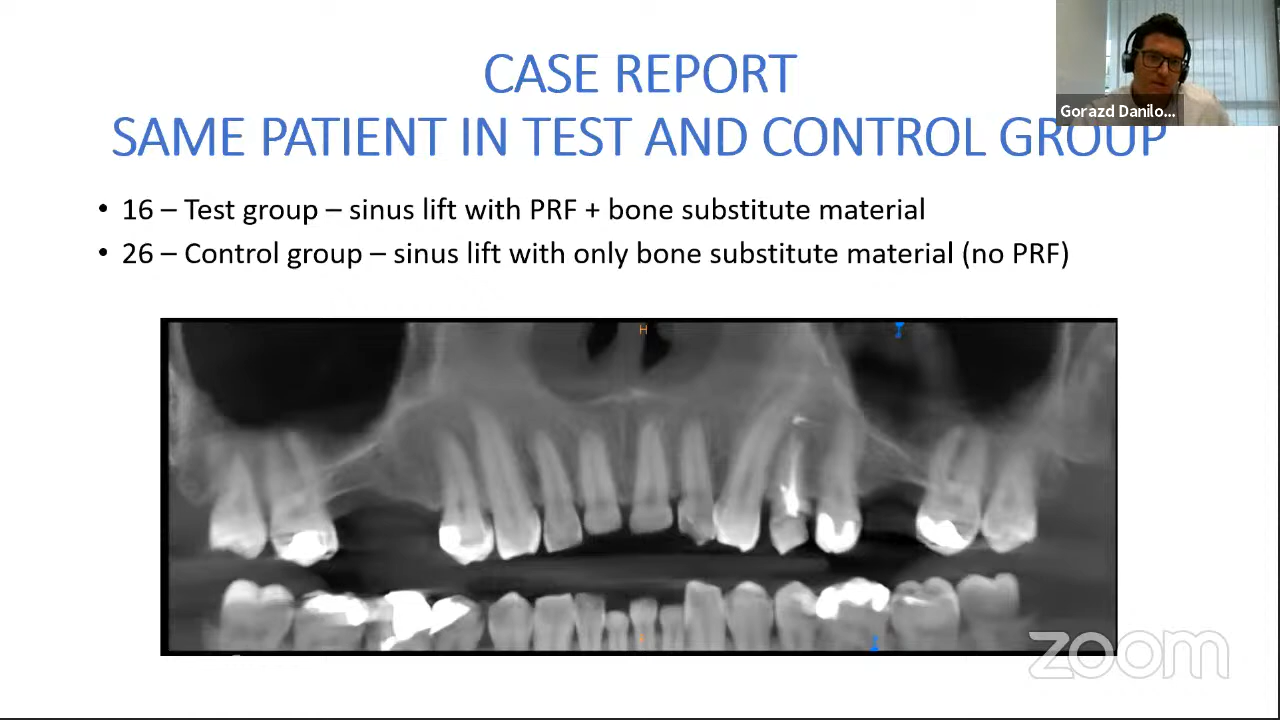 CASE REPORT
SAME PATIENT IN TEST AND CONTROL GROUP
Gorazd Danilo...
• 16 – Test group – sinus lift with PRF + bone substitute material
• 26 – Control group – sinus lift with only bone substitute material (no PRF)
H
zoom